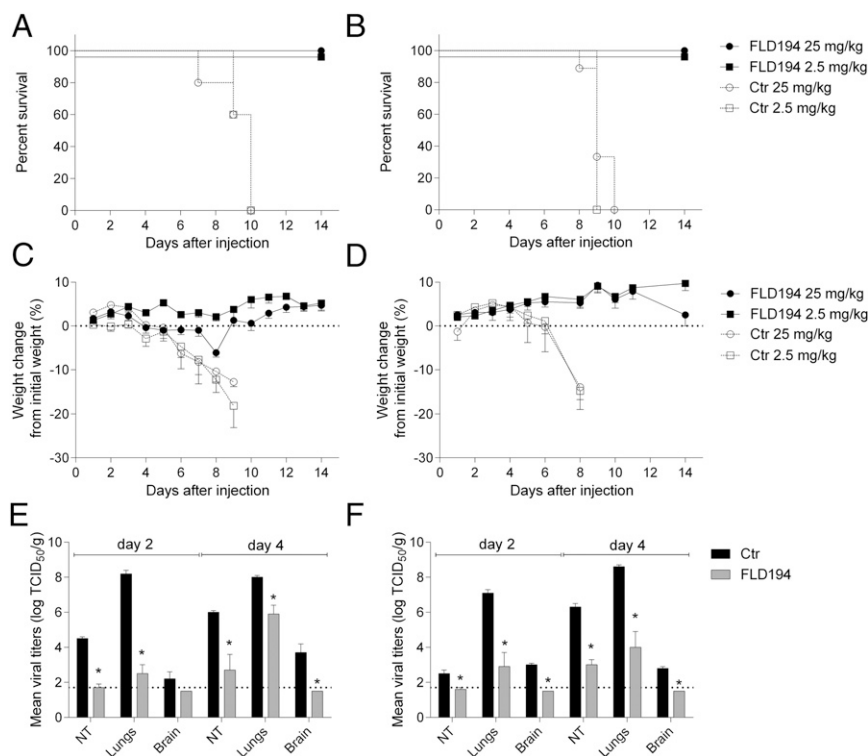 A
B
100
80
60
40
20
0
Percent survival
0 2 4 6 8 10 12 14
Days after injection
100
80
60
40
20
0
Percent survival
0 2 4 6 8 10 12 14
Days after injection
FLD194 25 mg/kg
FLD194 2.5 mg/kg
Ctr 25 mg/kg
Ctr 2.5 mg/kg
C
D
10
0
-10
-20
-30
Weight change
from initial weight (%)
0 2 4 6 8 10 12 14
Days after injection
10
0
-10
-20
-30
Weight change
from initial weight (%)
0 2 4 6 8 10 12 14
Days after injection
FLD194 25 mg/kg
FLD194 2.5 mg/kg
Ctr 25 mg/kg
Ctr 2.5 mg/kg
E
F
day 2
day 4
10
8
6
4
2
0
Mean viral titers (log TCID50/g)
* * * * *
NT Lungs Brain NT Lungs Brain
day 2
day 4
10
8
6
4
2
0
Mean viral titers (log TCID50/g)
* * * * * *
NT Lungs Brain NT Lungs Brain
Ctr
FLD194